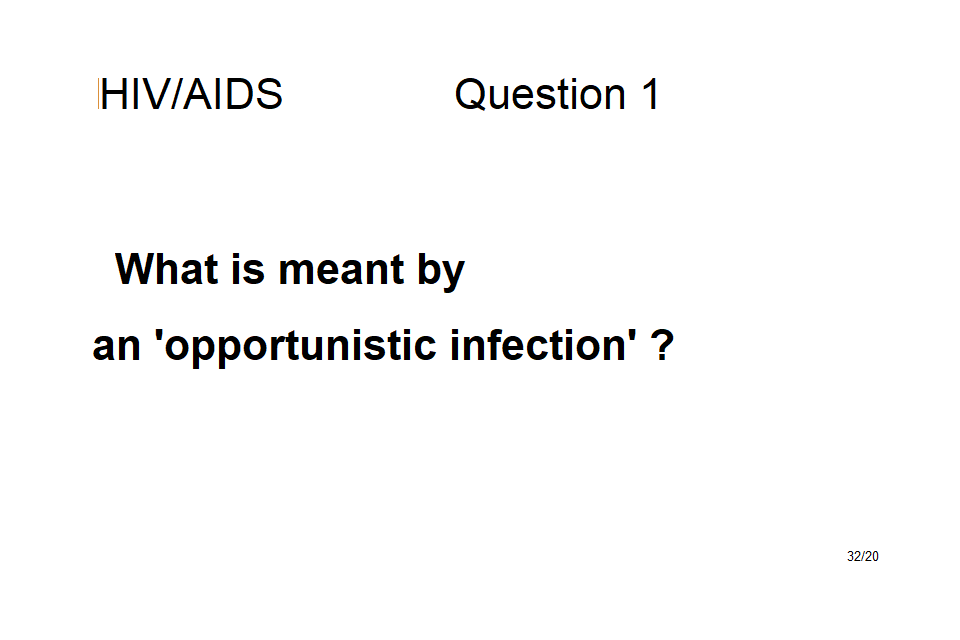 HIV/AIDS Question 1
What is meant by
an 'opportunistic infection' ?
32/20